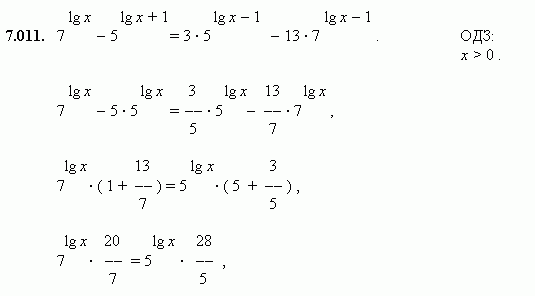 7.011. 7^(lg x) – 5^(lg x + 1) = 3 · 5^(lg x – 1) – 13 · 7^(lg x – 1) . ОДЗ:
x > 0 .
7^(lg x) – 5 · 5^(lg x) = 3/5 · 5^(lg x) – 13/7 · 7^(lg x) ,
7^(lg x) · ( 1 + 13/7 ) = 5^(lg x) · ( 5 + 3/5 ) ,
7^(lg x) · 20/7 = 5^(lg x) · 28/5 ,